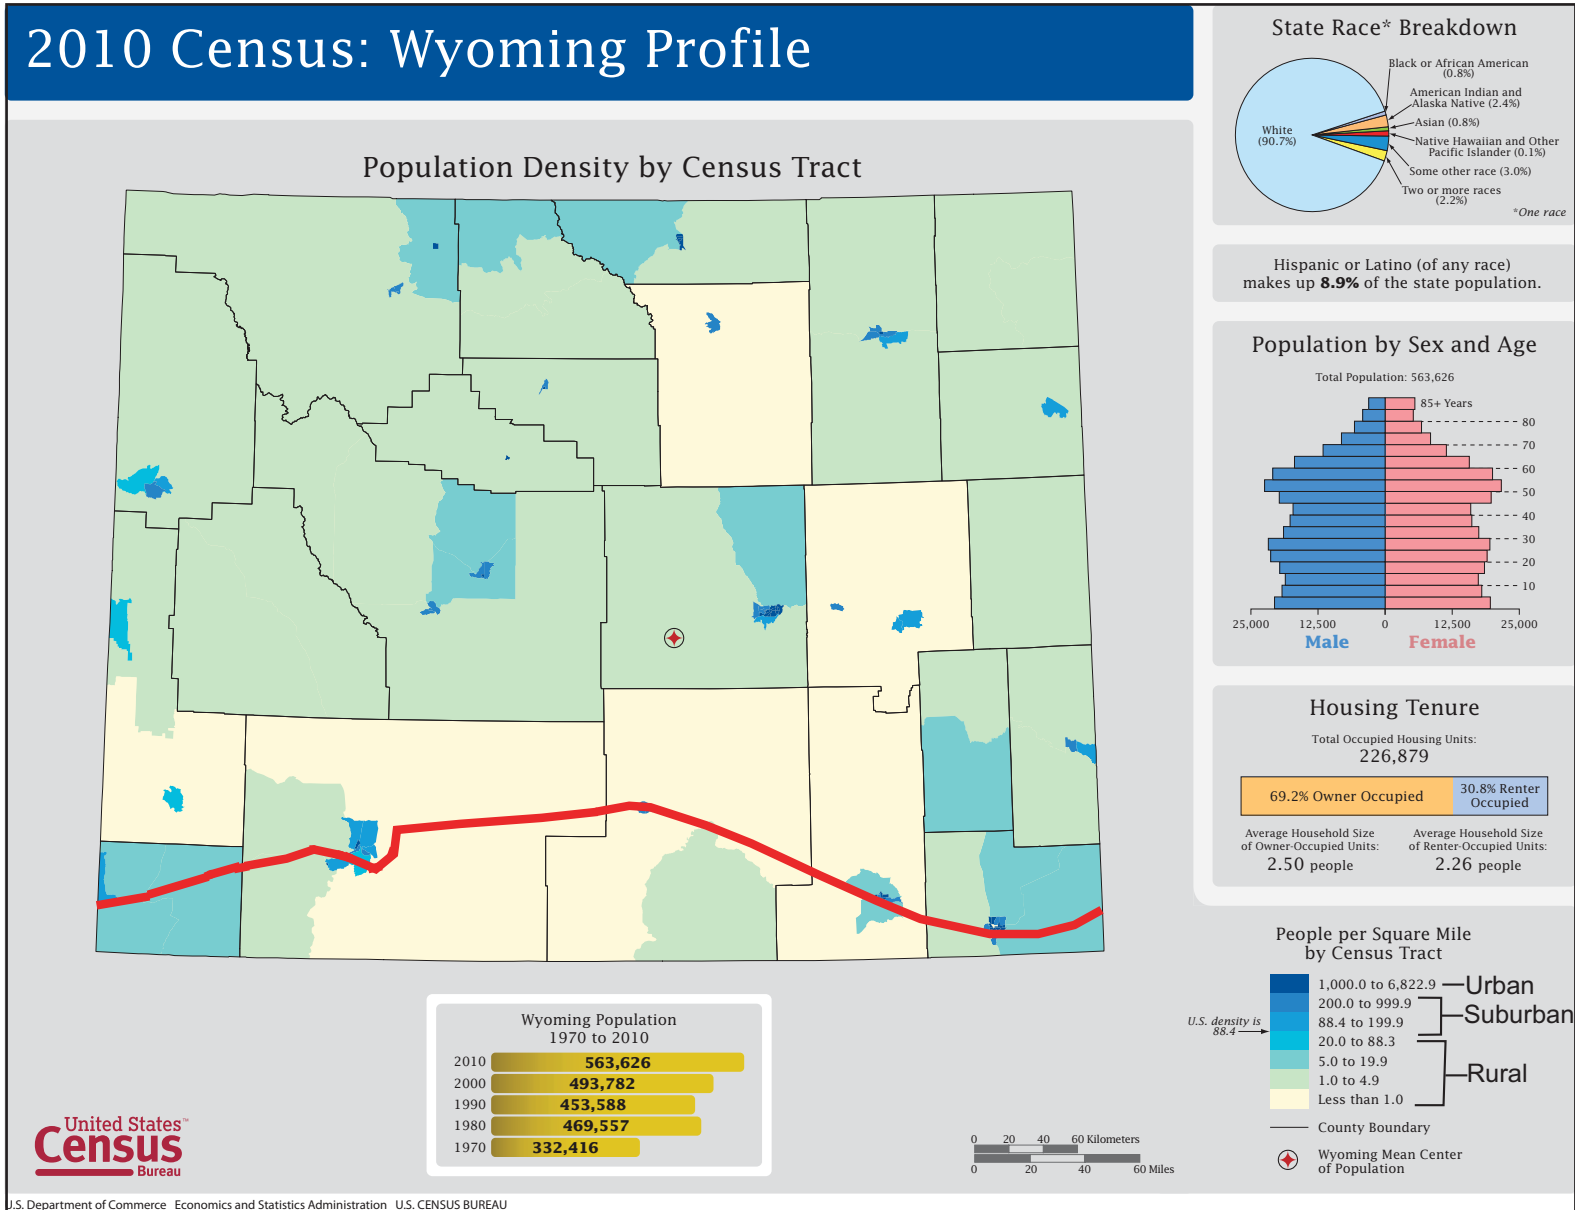 2010 Census: Wyoming Profile
Population Density by Census Tract
State Race* Breakdown
Black or African American
(0.8%)
American Indian and
Alaska Native (2.4%)
Asian (0.8%)
White
(90.7%)
Native Hawaiian and Other
Pacific Islander (0.1%)
Some other race (3.0%)
Two or more races
(2.2%)
*One race
Hispanic or Latino (of any race)
makes up 8.9% of the state population.
Population by Sex and Age
Total Population: 563,626
85+ Years
80
70
60
50
40
30
20
10
25,000 12,500 0 12,500 25,000
Male Female
Housing Tenure
Total Occupied Housing Units:
226,879
69.2% Owner Occupied
30.8% Renter
Occupied
Average Household Size
of Owner-Occupied Units:
2.50 people
Average Household Size
of Renter-Occupied Units:
2.26 people
People per Square Mile
by Census Tract
1,000.0 to 6,822.9
200.0 to 999.9
88.4 to 199.9
20.0 to 88.3
5.0 to 19.9
1.0 to 4.9
Less than 1.0
Urban
Suburban
Rural
U.S. density is
88.4
County Boundary
Wyoming Mean Center
of Population
Wyoming Population
1970 to 2010
2010 563,626
2000 493,782
1990 453,588
1980 469,557
1970 332,416
0 20 40 60 Kilometers
0 20 40 60 Miles
United States™
Census
Bureau
U.S. Department of Commerce Economics and Statistics Administration U.S. CENSUS BUREAU